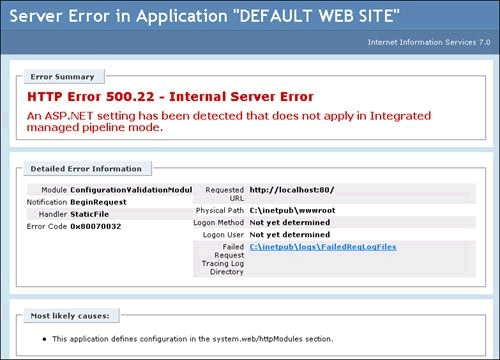 Server Error in Application "DEFAULT WEB SITE"
Internet Information Services 7.0
Error Summary
HTTP Error 500.22 - Internal Server Error
An ASP.NET setting has been detected that does not apply in Integrated
managed pipeline mode.
Detailed Error Information
Module ConfigurationValidationModul
Notification BeginRequest
Handler StaticFile
Error Code 0x80070032
Requested http://localhost:80/
URL
Physical Path C:\inetpub\wwwroot
Logon Method Not yet determined
Logon User Not yet determined
Failed C:\inetpub\logs\FailedReqLogFiles
Request
Tracing Log
Directory
Most likely causes:
• This application defines configuration in the system.web/httpModules section.